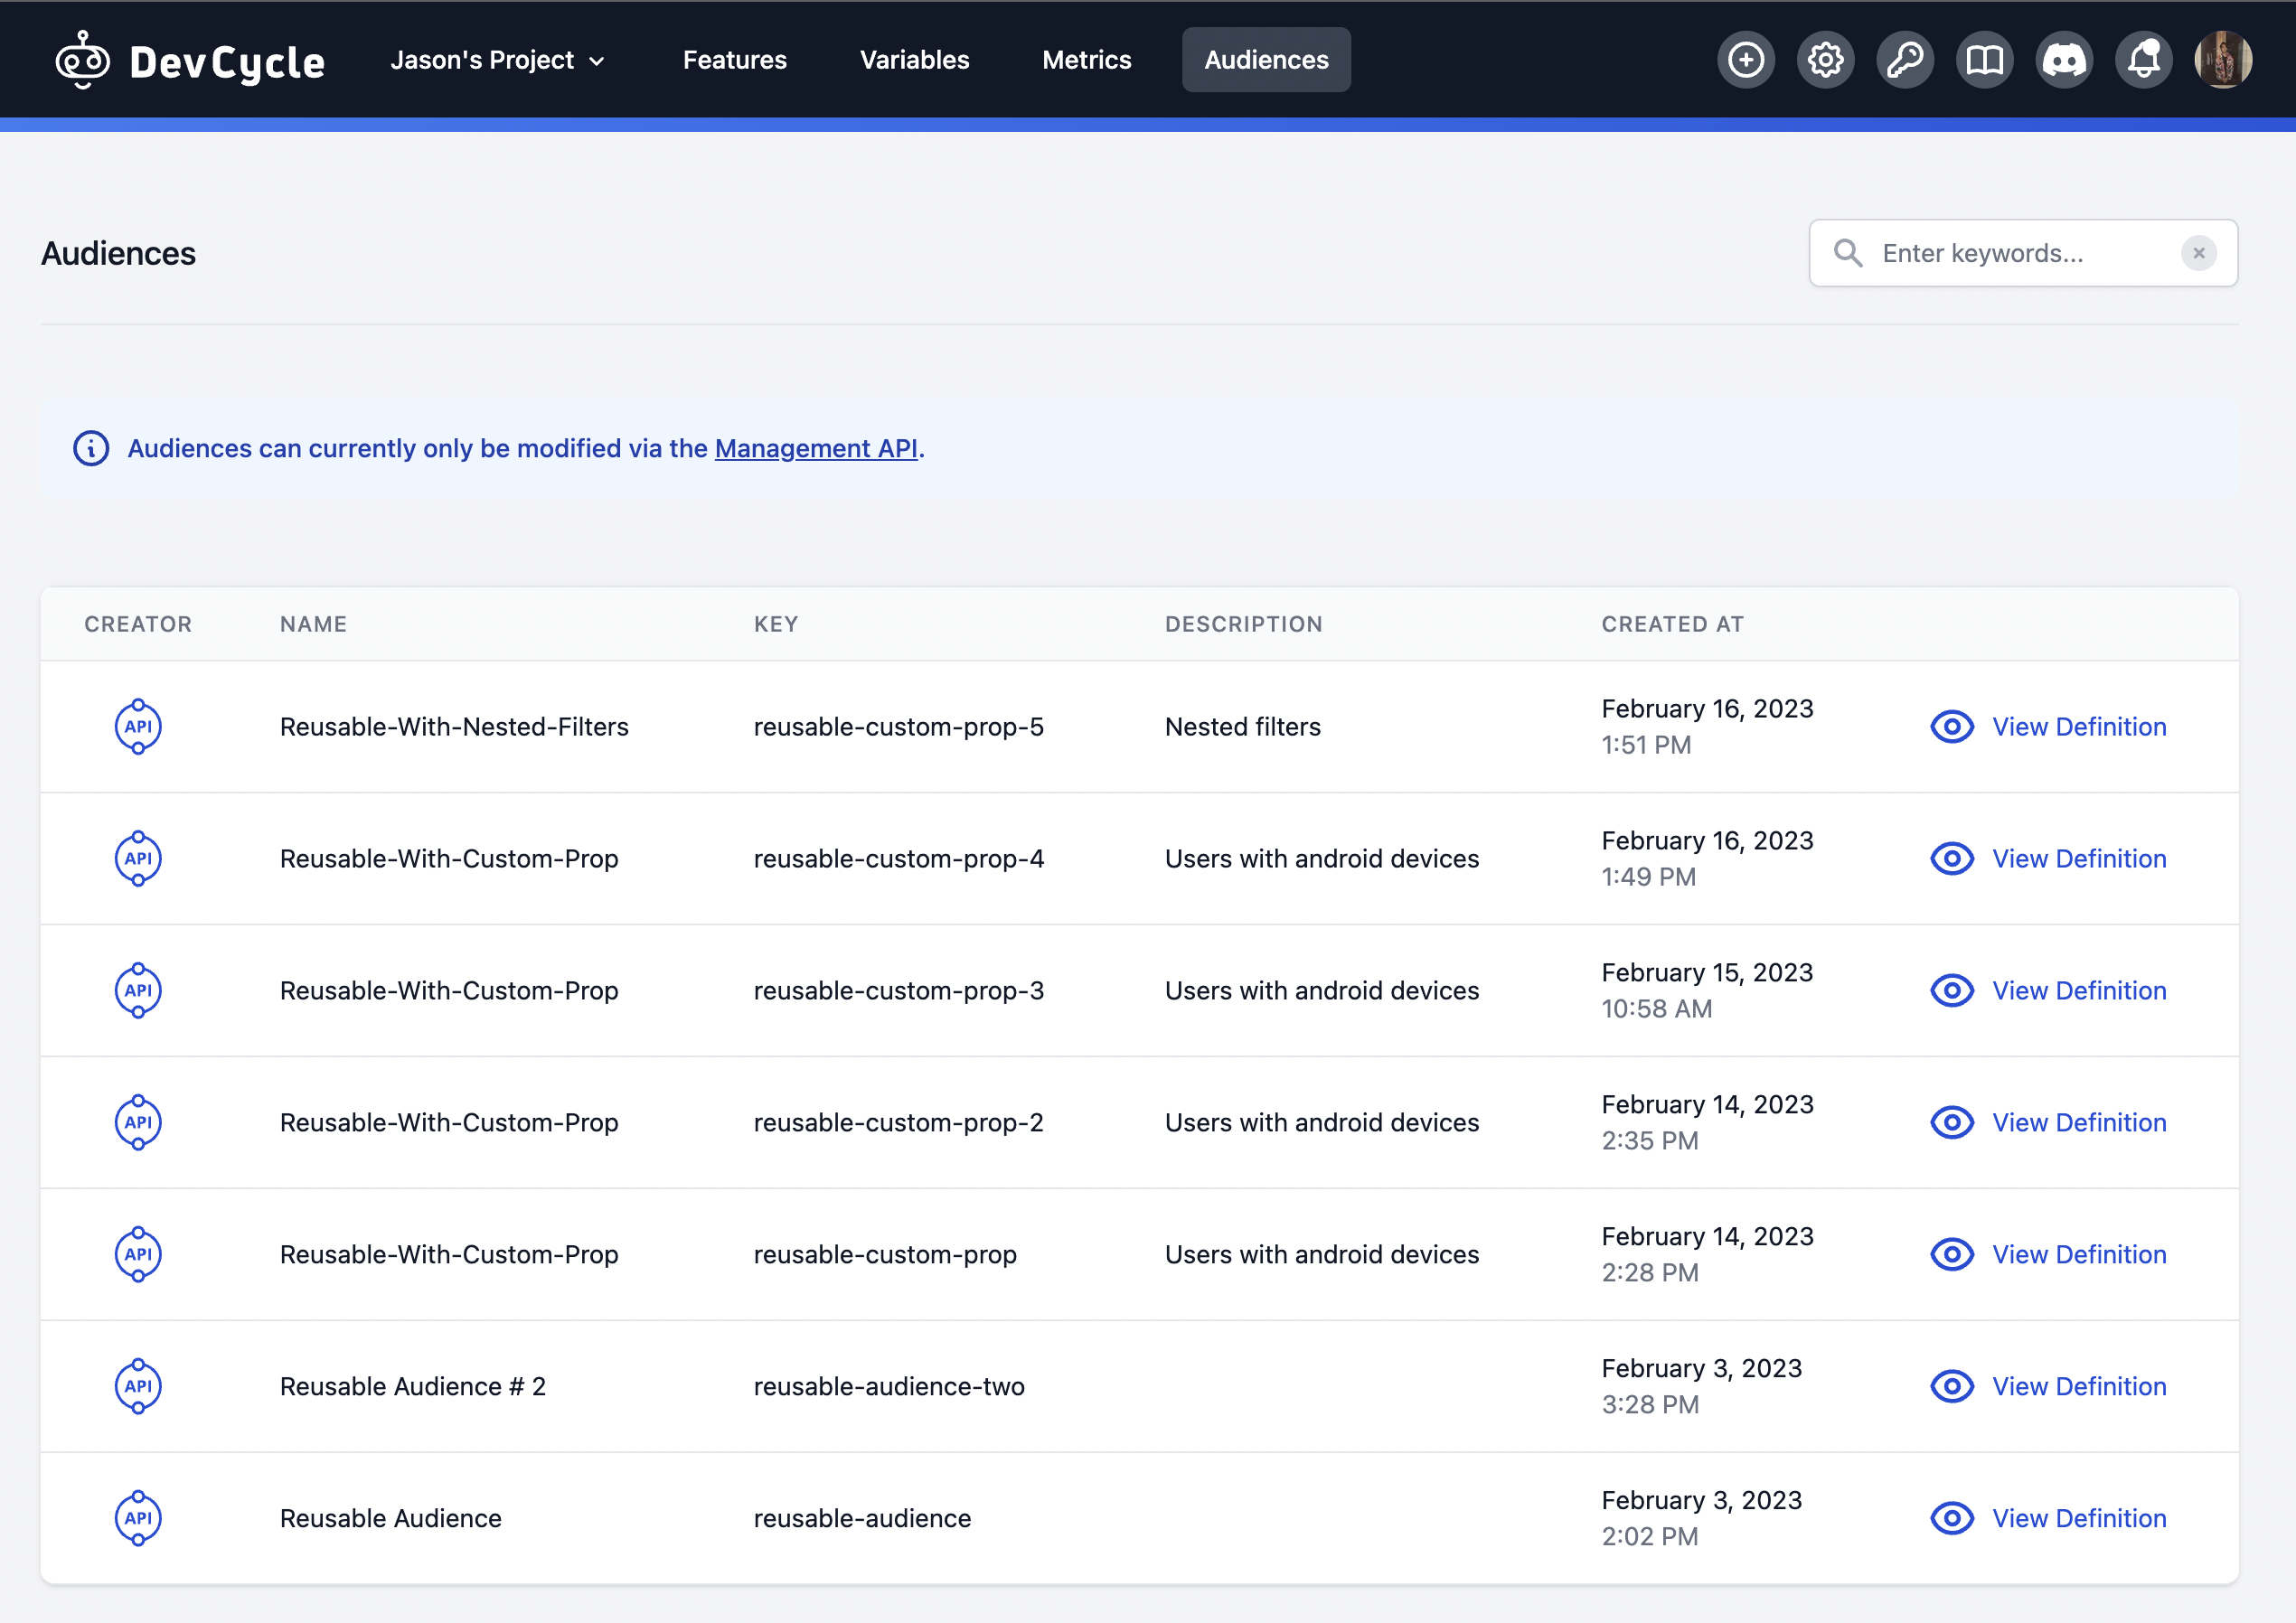 DevCycle Jason's Project Features Variables Metrics Audiences
Audiences
Enter keywords...
Audiences can currently only be modified via the Management API.
CREATOR NAME KEY DESCRIPTION CREATED AT
API Reusable-With-Nested-Filters reusable-custom-prop-5 Nested filters February 16, 2023 View Definition
1:51 PM
API Reusable-With-Custom-Prop reusable-custom-prop-4 Users with android devices February 16, 2023 View Definition
1:49 PM
API Reusable-With-Custom-Prop reusable-custom-prop-3 Users with android devices February 15, 2023 View Definition
10:58 AM
API Reusable-With-Custom-Prop reusable-custom-prop-2 Users with android devices February 14, 2023 View Definition
2:35 PM
API Reusable-With-Custom-Prop reusable-custom-prop Users with android devices February 14, 2023 View Definition
2:28 PM
API Reusable Audience # 2 reusable-audience-two February 3, 2023 View Definition
3:28 PM
API Reusable Audience reusable-audience February 3, 2023 View Definition
2:02 PM